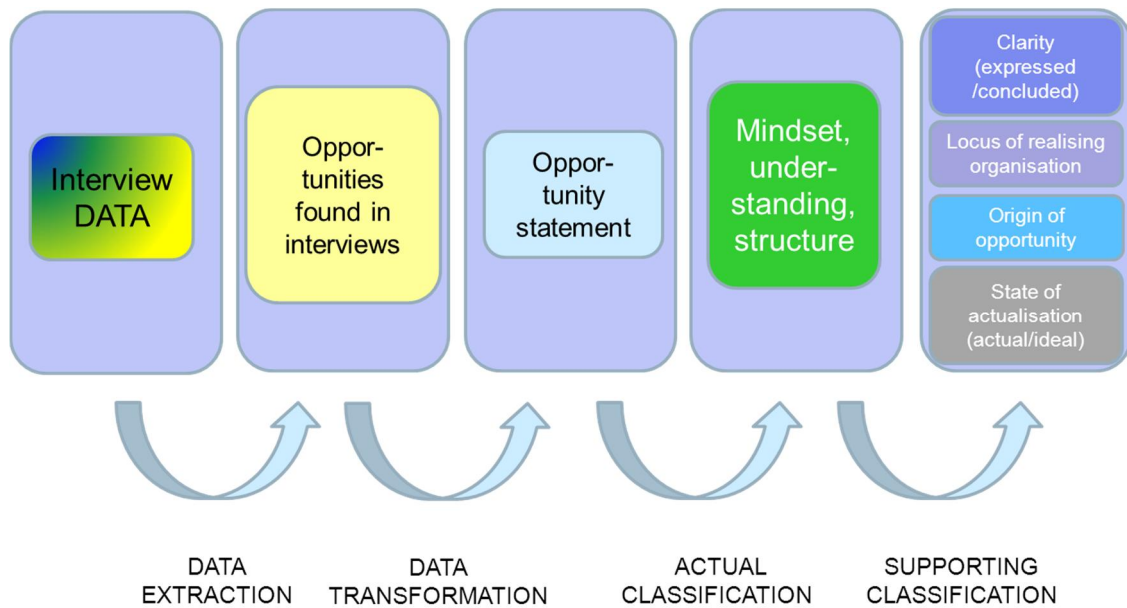 Interview
DATA
Oppor-
tunities
found in
interviews
Oppor-
tunity
statement
Mindset,
under-
standing,
structure
Clarity
(expressed
/concluded)
Locus of realising
organisation
Origin of
opportunity
State of
actualisation
(actual/ideal)
DATA
EXTRACTION
DATA
TRANSFORMATION
ACTUAL
CLASSIFICATION
SUPPORTING
CLASSIFICATION